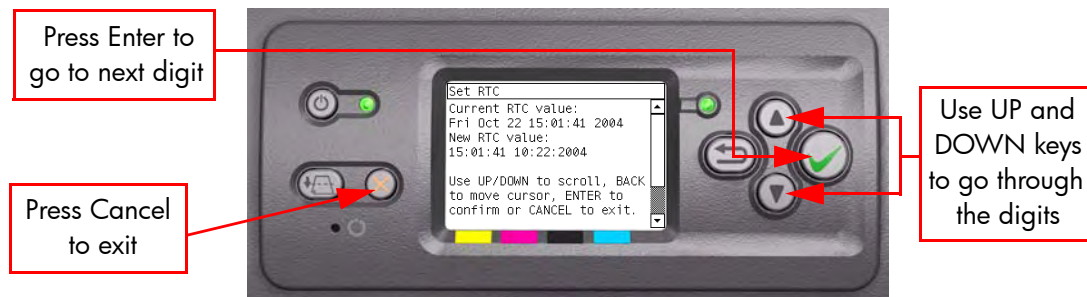 Press Enter to
go to next digit
Press Cancel
to exit
Set RTC
Current RTC value:
Fri Oct 22 15:01:41 2004
New RTC value:
15:01:41 10:22:2004
Use UP/DOWN to scroll, BACK
to move cursor, ENTER to
confirm or CANCEL to exit.
Use UP and
DOWN keys
to go through
the digits